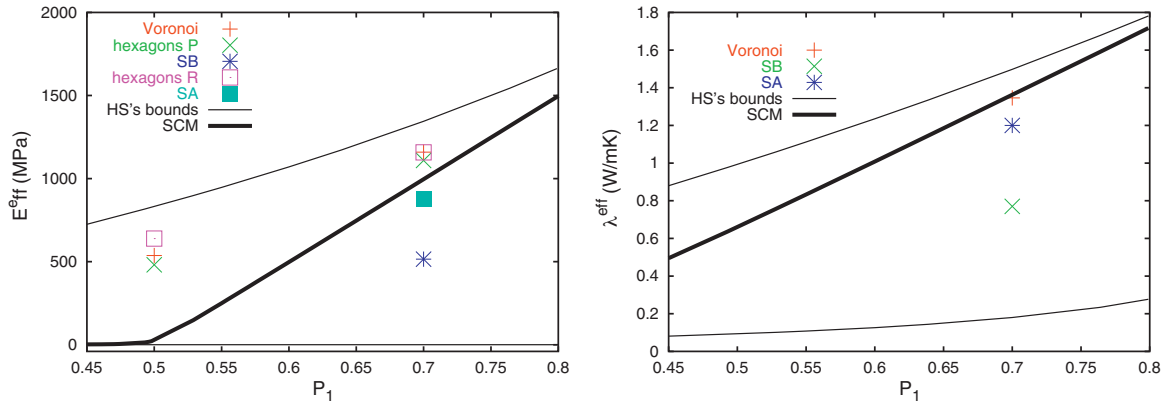 Voronoi
hexagons P
SB
hexagons R
SA
HS's bounds
SCM
2000
1500
1000
500
0
0.45 0.5 0.55 0.6 0.65 0.7 0.75 0.8
P1
E^eff (MPa)
Voronoi
SB
SA
HS's bounds
SCM
1.8
1.6
1.4
1.2
1
0.8
0.6
0.4
0.2
0
0.45 0.5 0.55 0.6 0.65 0.7 0.75 0.8
P1
λ^eff (W/mK)